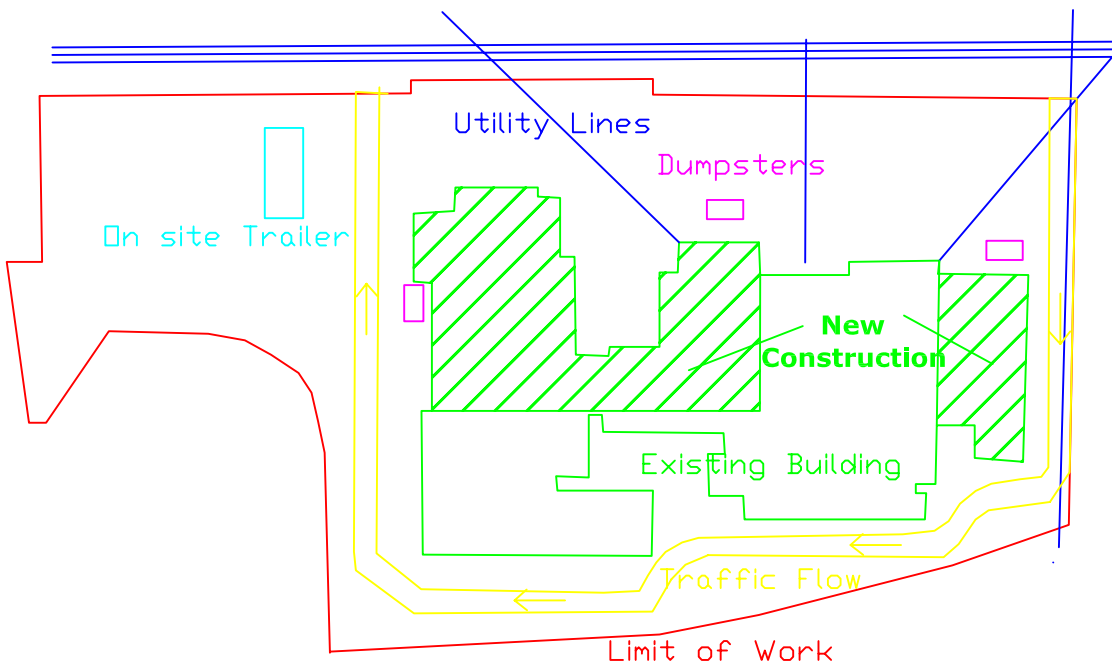 Utility Lines
Dumpsters
On site Trailer
New
Construction
Existing Building
Traffic Flow
Limit of Work